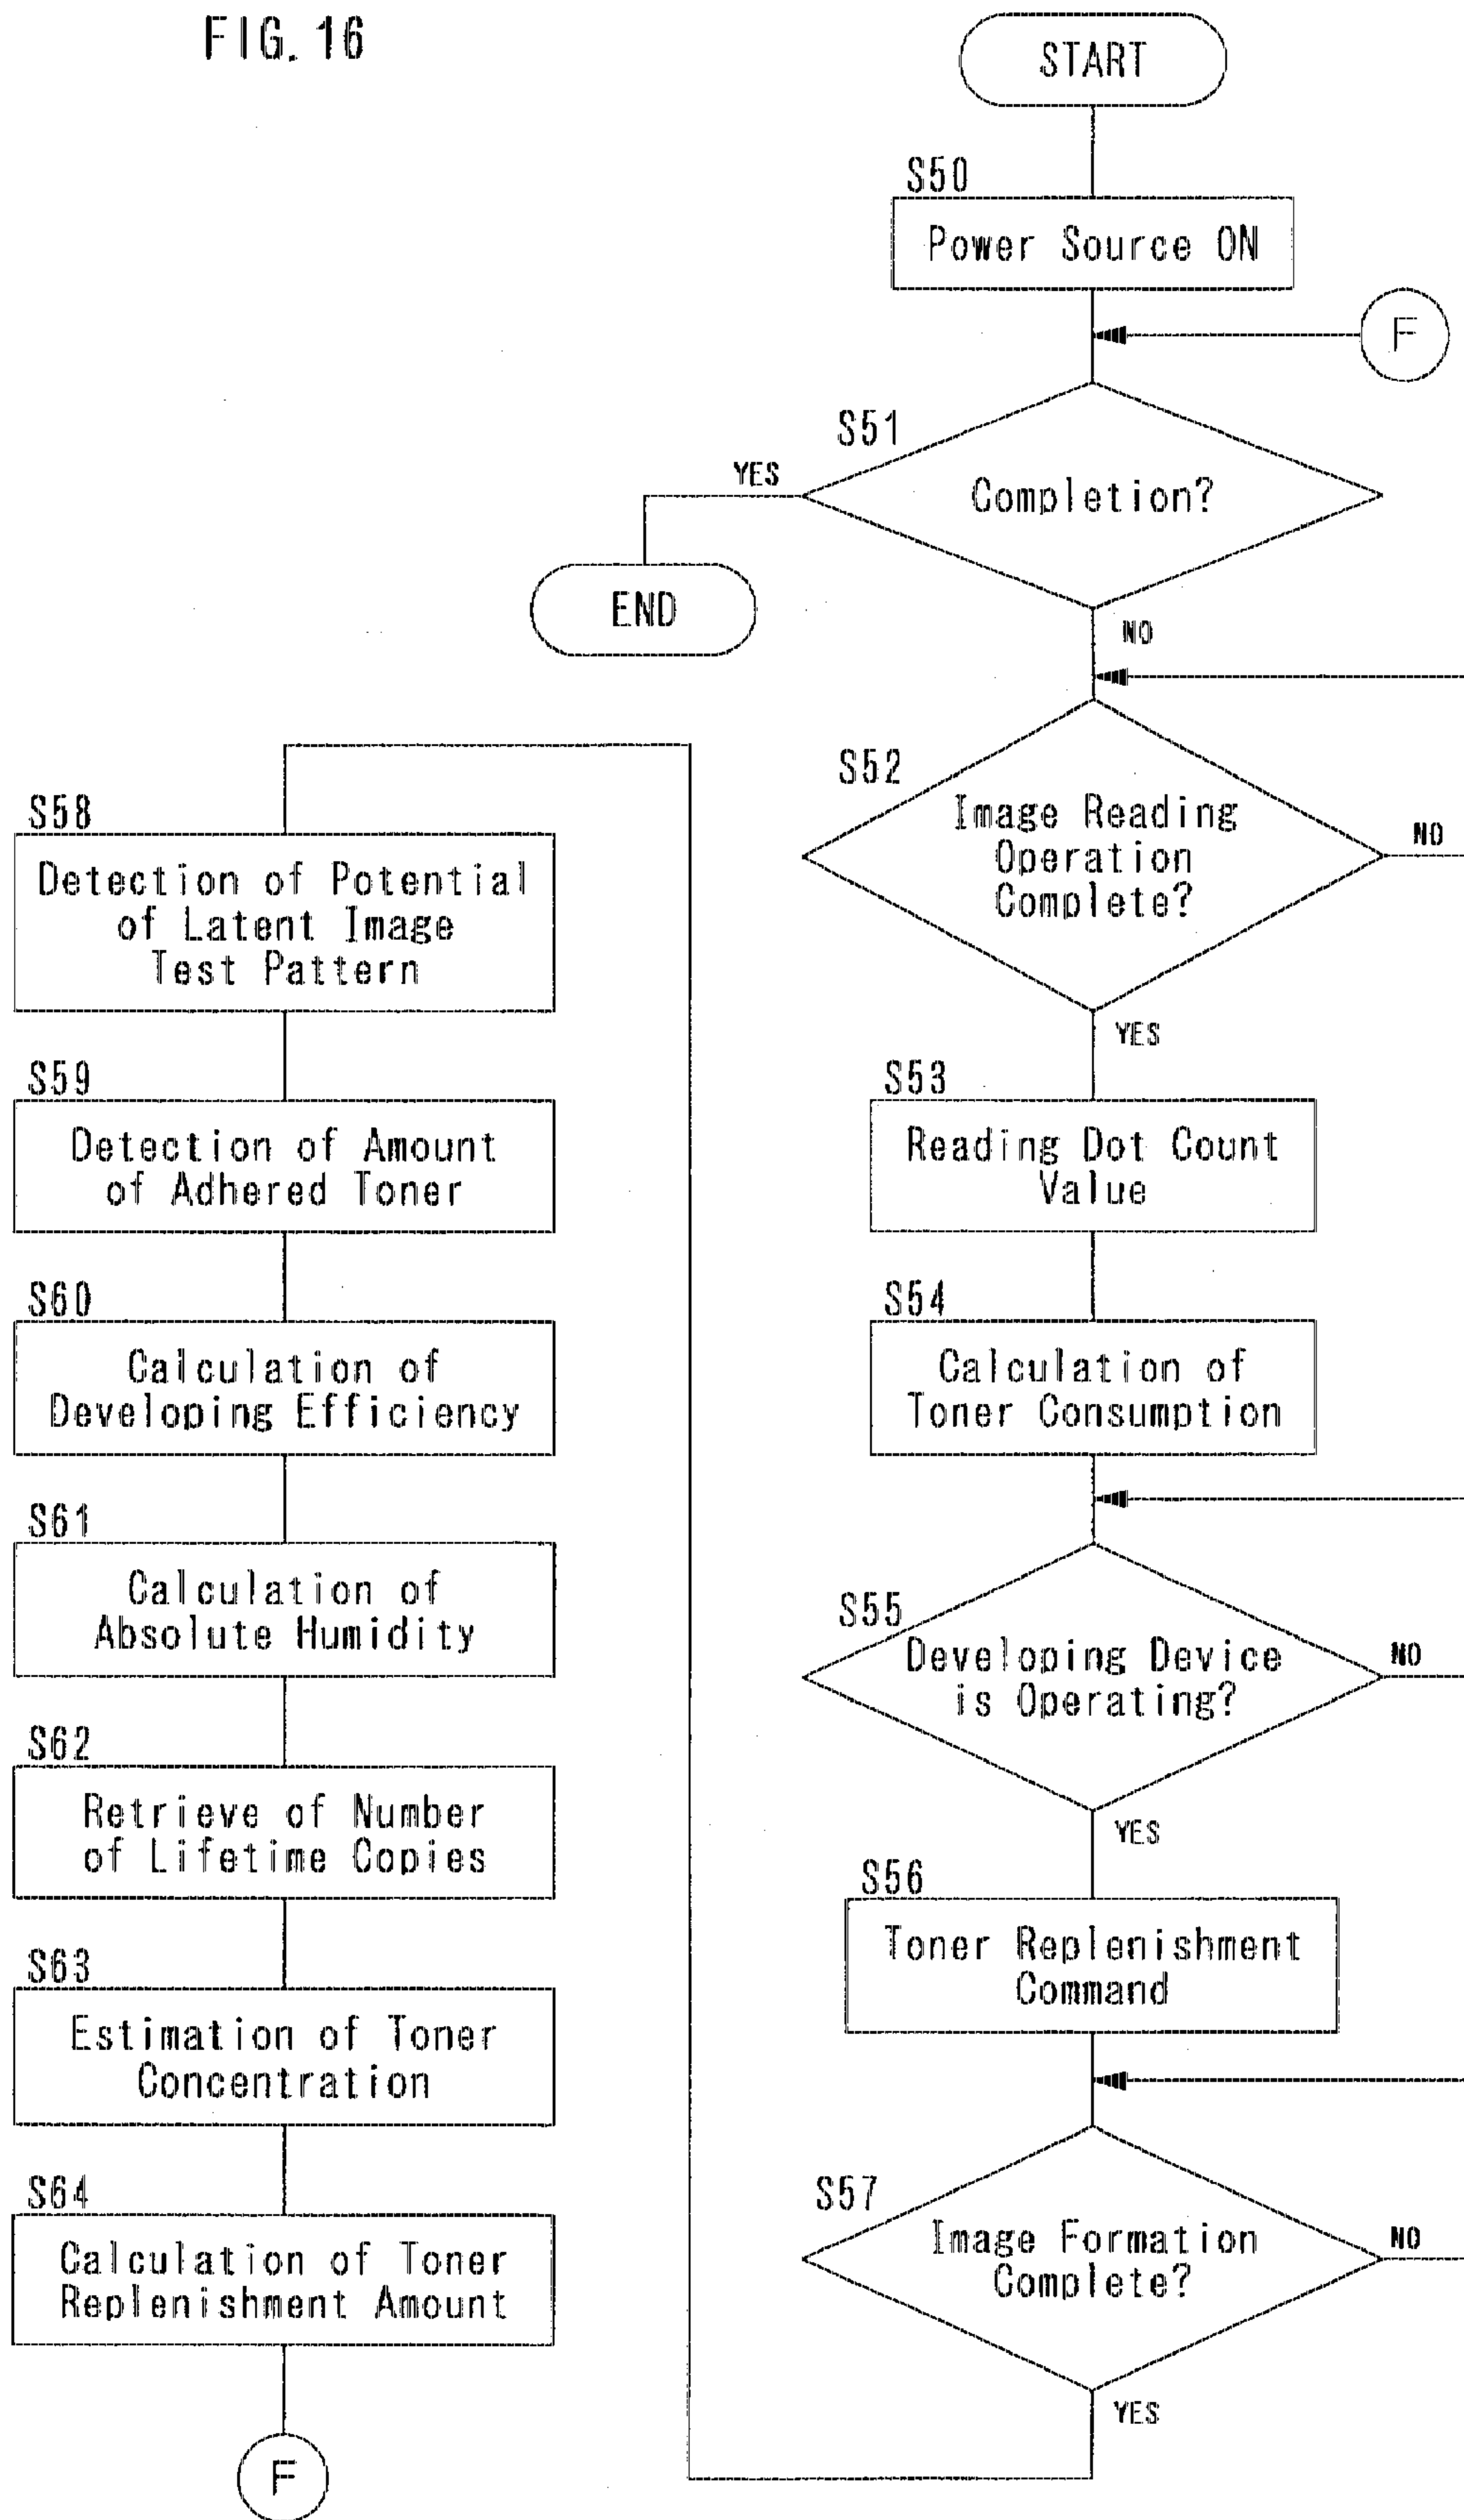 FIG. 16
START
S50
Power Source ON
F
S51
Completion?
YES
END
NO
S52
Image Reading
Operation
Complete?
NO
YES
S53
Reading Dot Count
Value
S54
Calculation of
Toner Consumption
S55
Developing Device
is Operating?
NO
YES
S56
Toner Replenishment
Command
S57
Image Formation
Complete?
NO
YES
S58
Detection of Potential
of Latent Image
Test Pattern
S59
Detection of Amount
of Adhered Toner
S60
Calculation of
Developing Efficiency
S61
Calculation of
Absolute Humidity
S62
Retrieve of Number
of Lifetime Copies
S63
Estimation of Toner
Concentration
S64
Calculation of Toner
Replenishment Amount
F